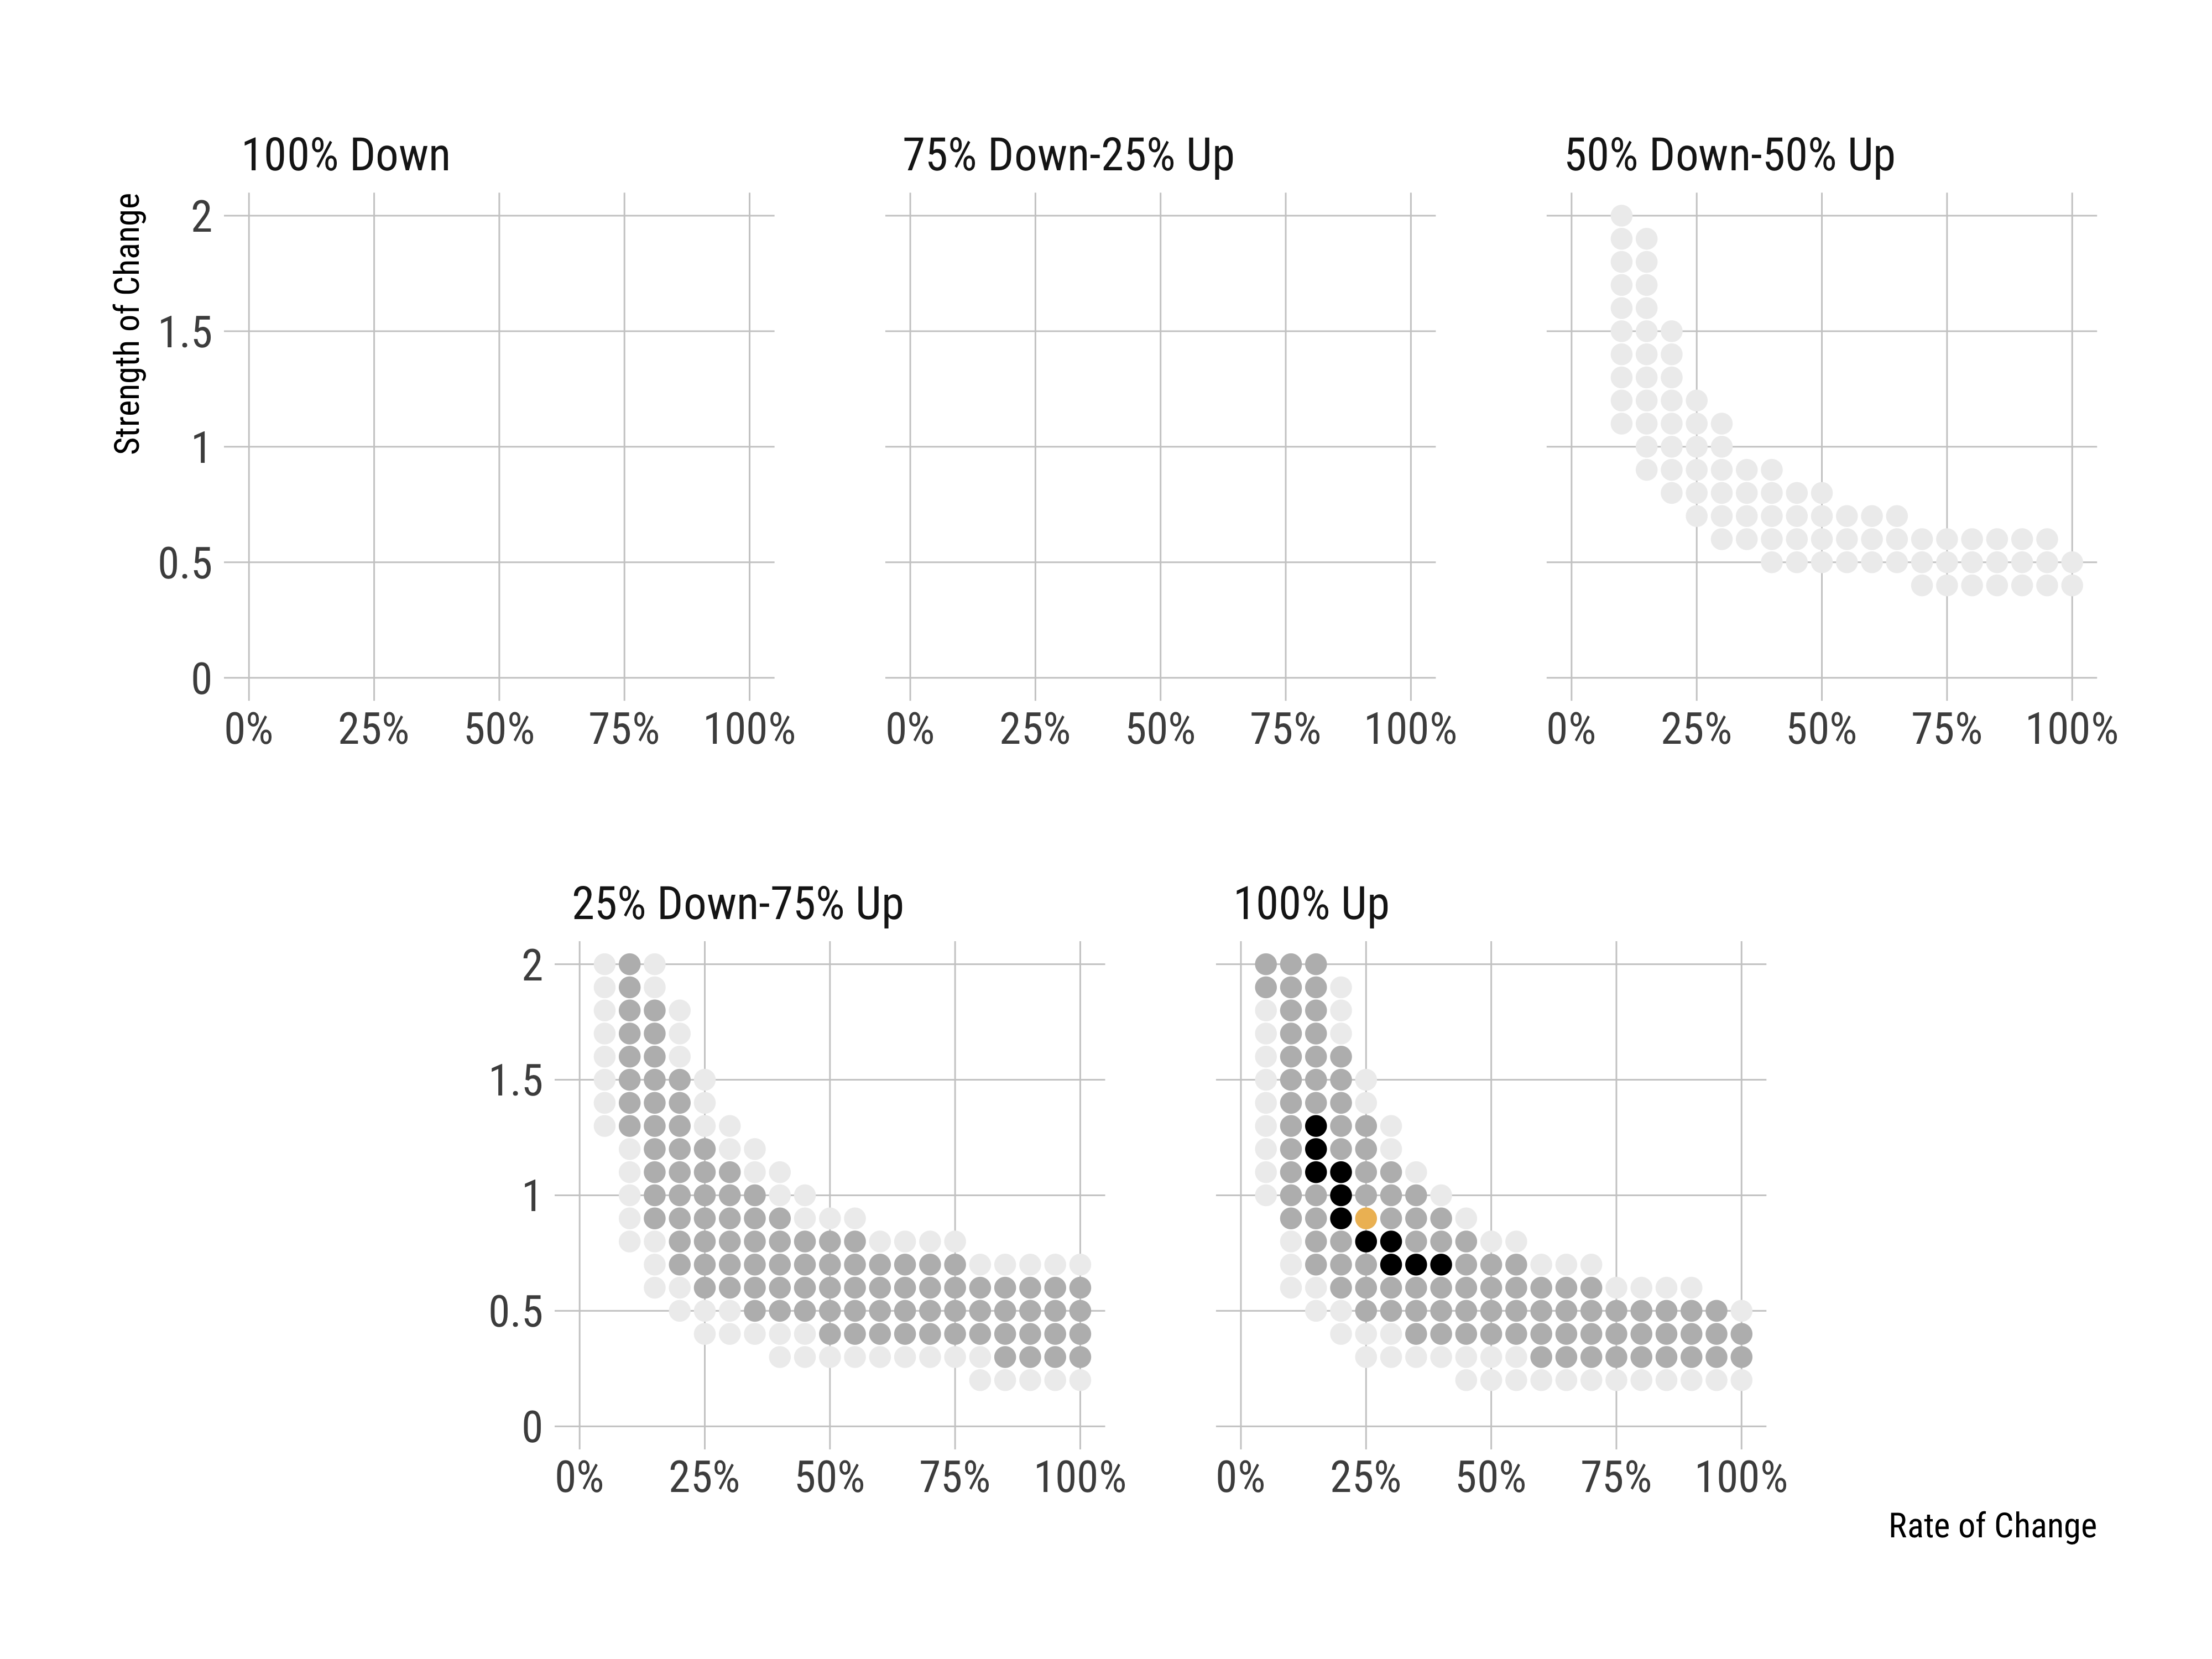 100% Down
75% Down-25% Up
50% Down-50% Up
Strength of Change
2
1.5
1
0.5
0
0% 25% 50% 75% 100%
0% 25% 50% 75% 100%
0% 25% 50% 75% 100%
25% Down-75% Up
100% Up
2
1.5
1
0.5
0
0% 25% 50% 75% 100%
0% 25% 50% 75% 100%
Rate of Change